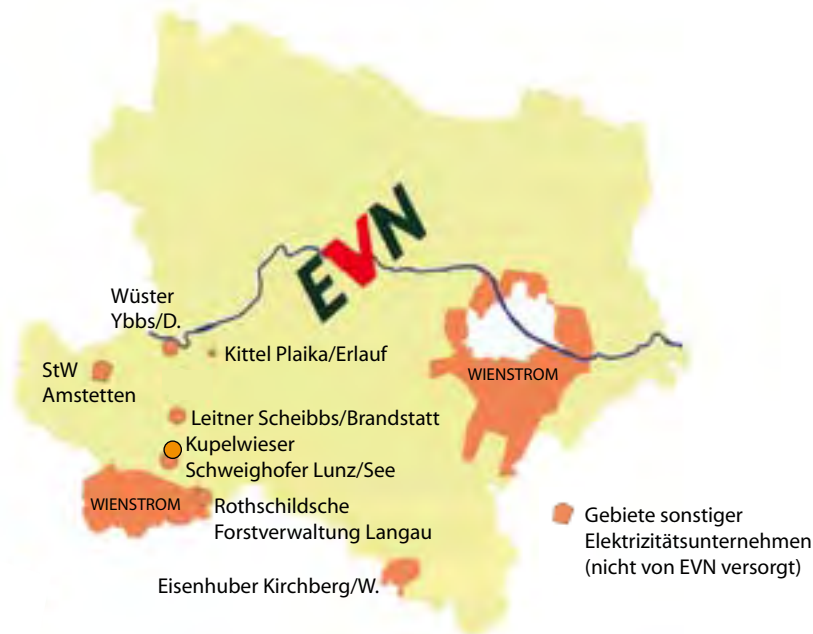 EVN
Wüster
Ybbs/D.
Kittel Plaika/Erlauf
StW
Amstetten
WIENSTROM
Leitner Scheibbs/Brandstatt
Kupelwieser
Schweighofer Lunz/See
WIENSTROM
Rothschildsche
Forstverwaltung Langau
Gebiete sonstiger
Elektrizitätsunternehmen
(nicht von EVN versorgt)
Eisenhuber Kirchberg/W.